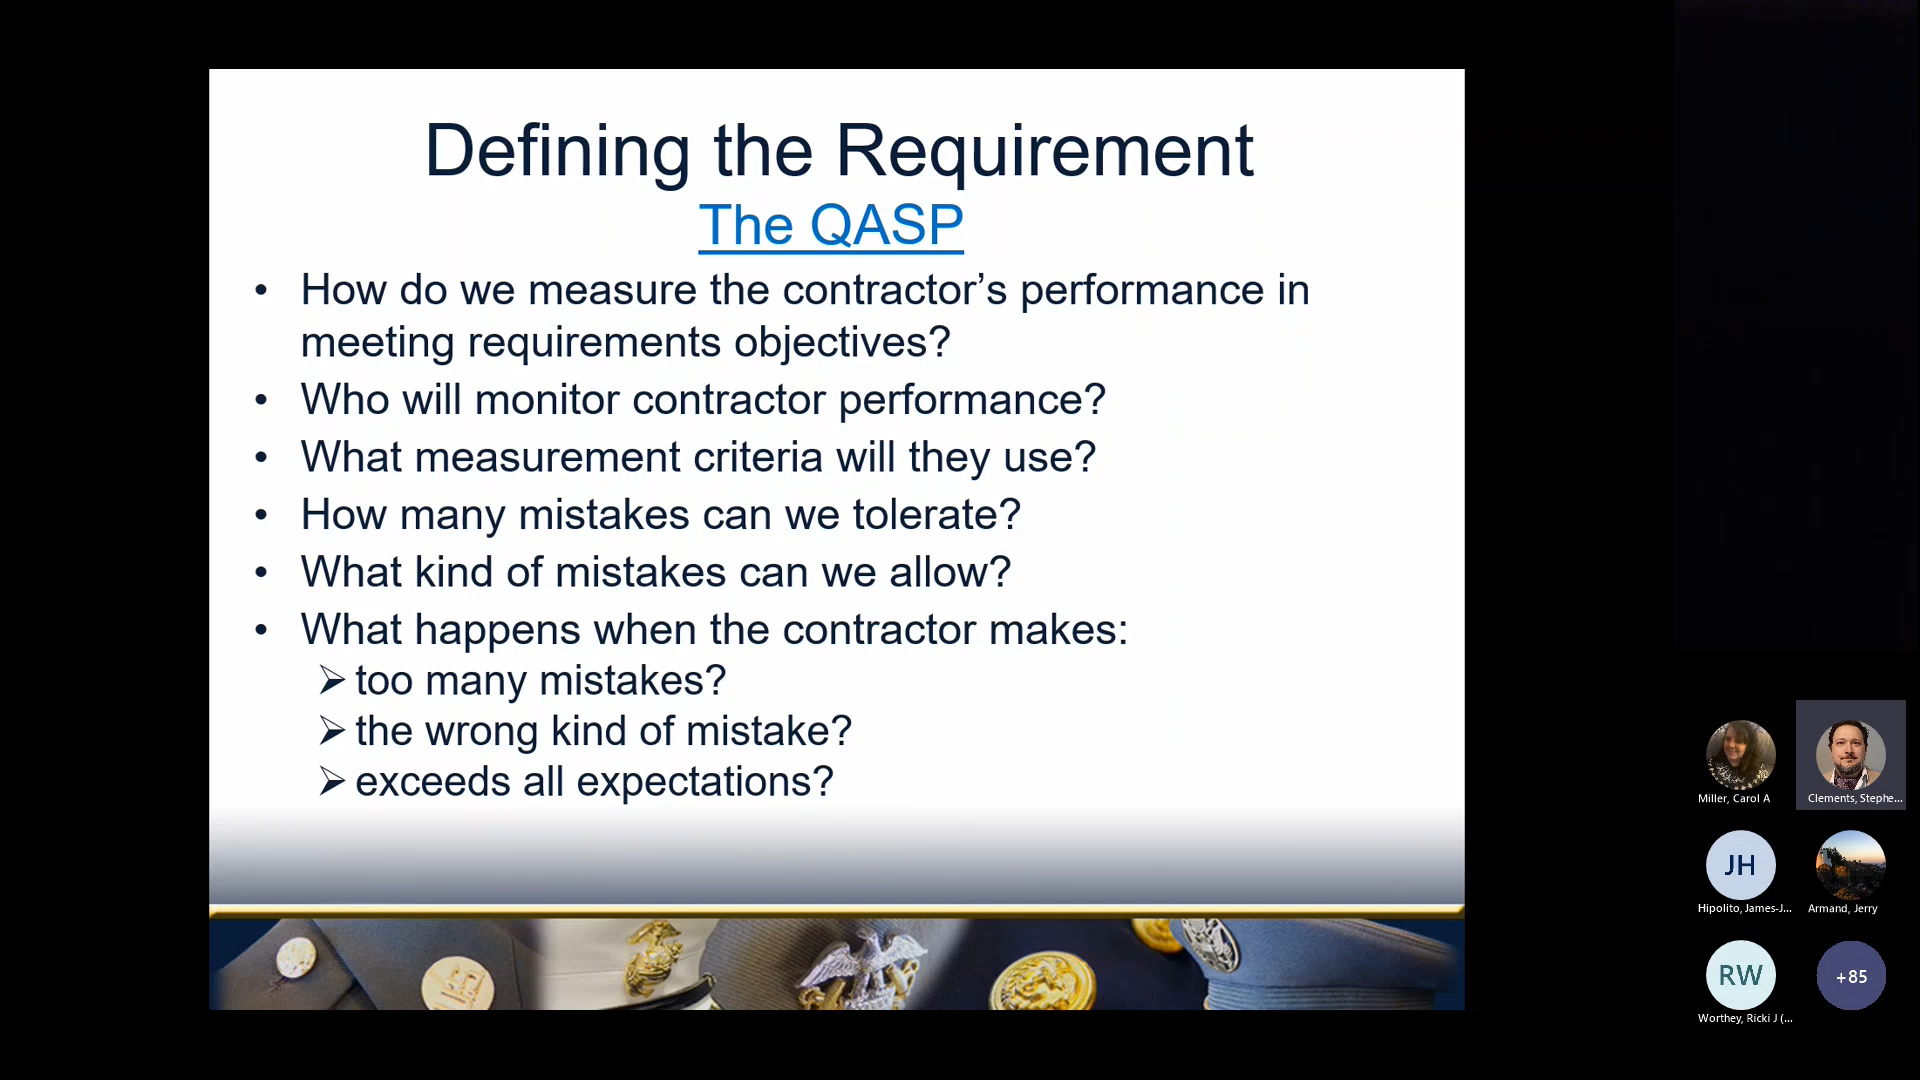 Defining the Requirement
The QASP
• How do we measure the contractor’s performance in
meeting requirements objectives?
• Who will monitor contractor performance?
• What measurement criteria will they use?
• How many mistakes can we tolerate?
• What kind of mistakes can we allow?
• What happens when the contractor makes:
➢ too many mistakes?
➢ the wrong kind of mistake?
➢ exceeds all expectations?
Miller, Carol A
Clements, Stephe...
JH
Hipolito, James-J...
Armand, Jerry
RW
Worthey, Ricki J (...
+85